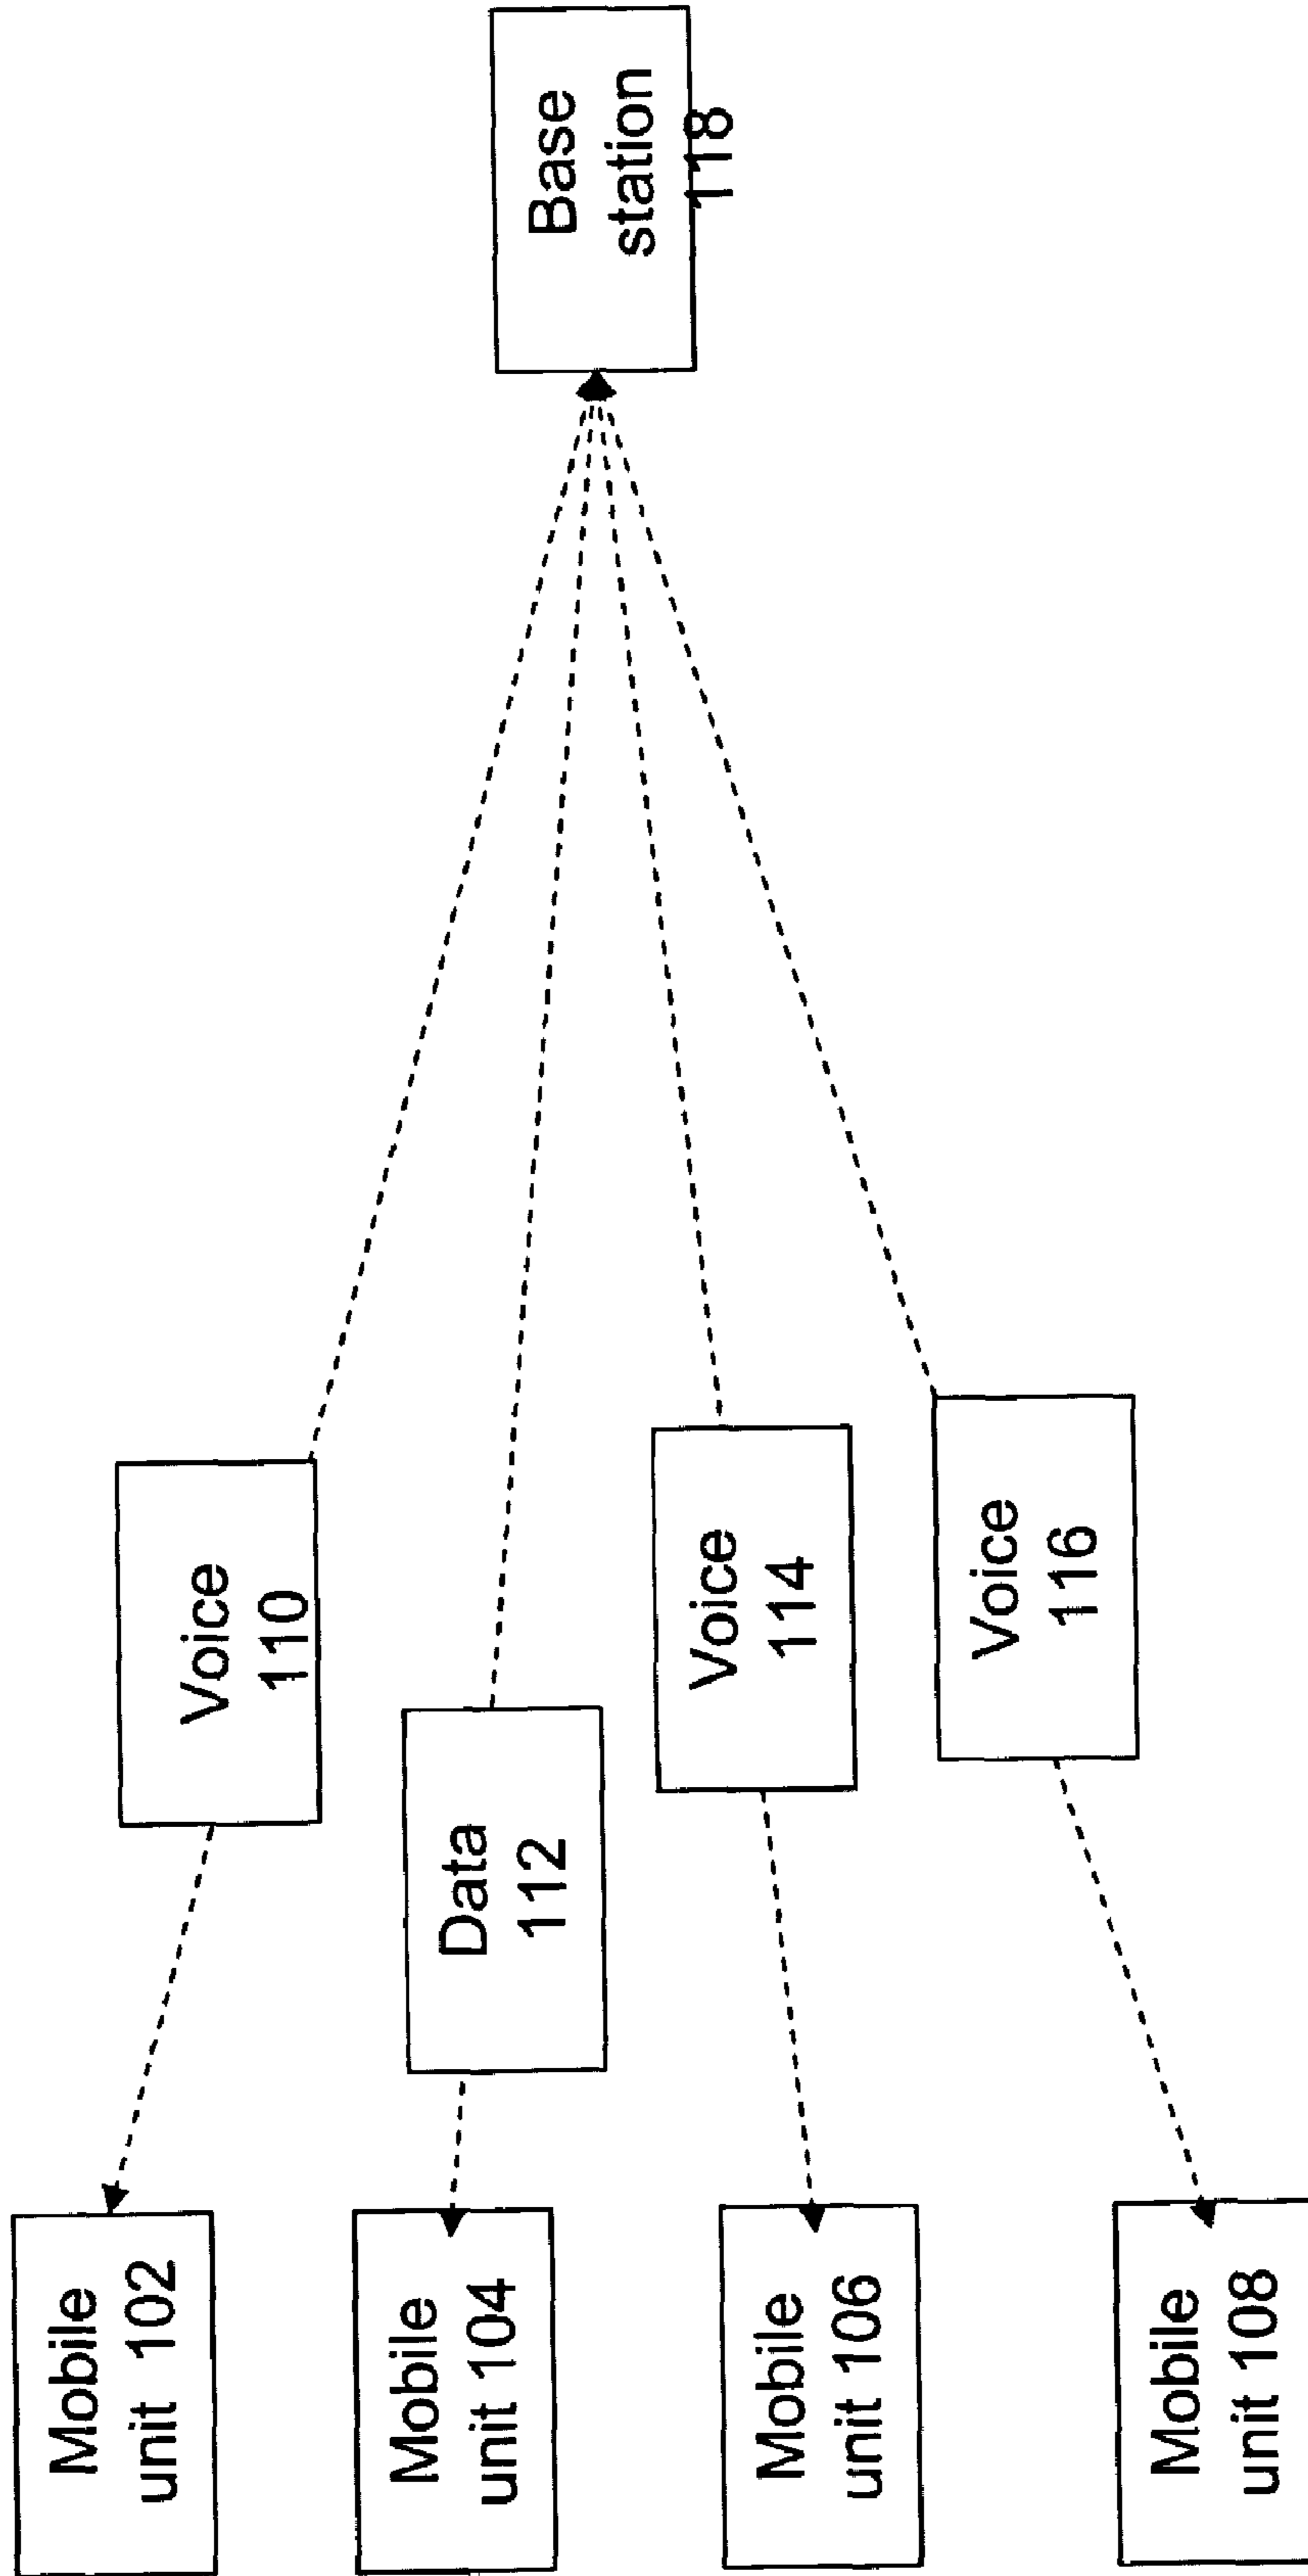 Mobile
unit 102
Mobile
unit 104
Mobile
unit 106
Mobile
unit 108
Voice
110
Data
112
Voice
114
Voice
116
Base
station
118